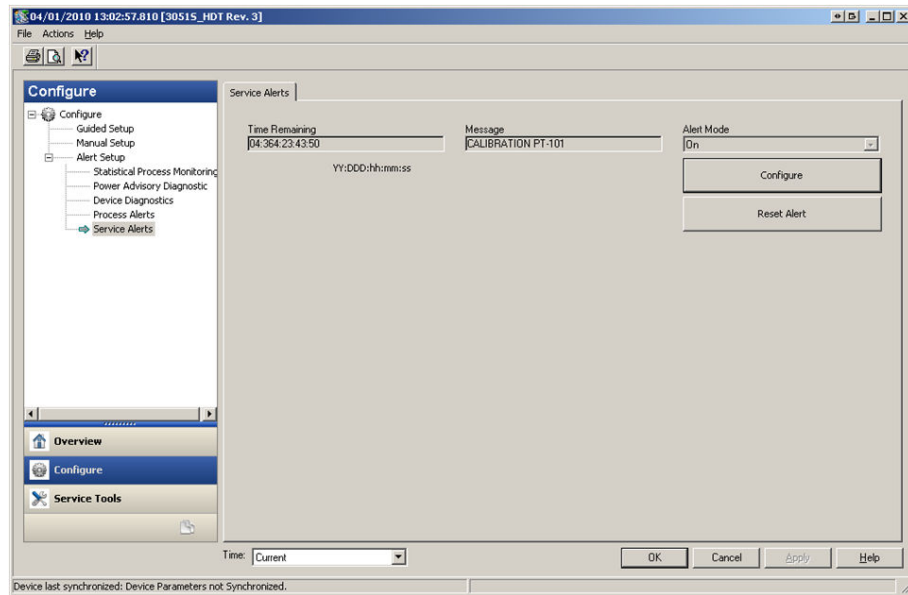 04/01/2010 13:02:57.810 [3051S_HDT Rev. 3]
File Actions Help
Configure
Configure
Guided Setup
Manual Setup
Alert Setup
Statistical Process Monitoring
Power Advisory Diagnostic
Device Diagnostics
Process Alerts
Service Alerts
Overview
Configure
Service Tools
Service Alerts
Time Remaining
04:364:23:43:50
YY:DDD:hh:mm:ss
Message
CALIBRATION PT-101
Alert Mode
On
Configure
Reset Alert
Time: Current
OK Cancel Apply Help
Device last synchronized: Device Parameters not Synchronized.